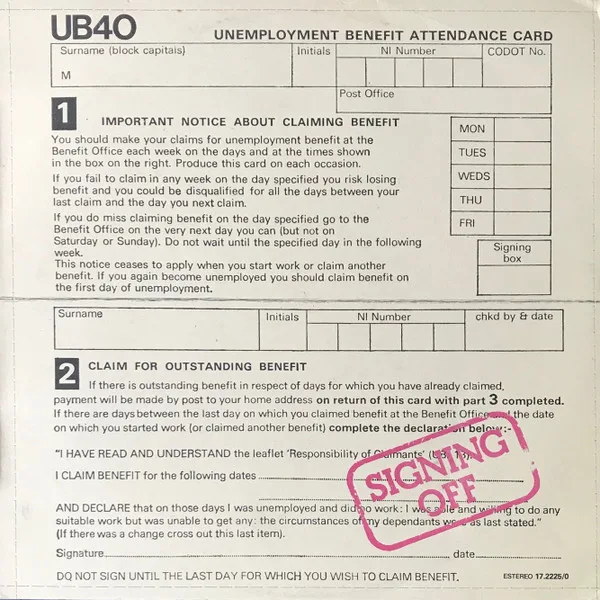 UB40
UNEMPLOYMENT BENEFIT ATTENDANCE CARD
Surname (block capitals)
Initials
NI Number
CODOT No.
M
Post Office
1
IMPORTANT NOTICE ABOUT CLAIMING BENEFIT
You should make your claims for unemployment benefit at the
Benefit Office each week on the days and at the times shown
in the box on the right. Produce this card on each occasion.
If you fail to claim in any week on the day specified you risk losing
benefit and you could be disqualified for all the days between your
last claim and the day you next claim.
If you do miss claiming benefit on the day specified go to the
Benefit Office on the very next day you can (but not on
Saturday or Sunday). Do not wait until the specified day in the following
week.
This notice ceases to apply when you start work or claim another
benefit. If you again become unemployed you should claim benefit on
the first day of unemployment.
MON
TUES
WEDS
THU
FRI
Signing
box
Surname
Initials
NI Number
chkd by & date
2
CLAIM FOR OUTSTANDING BENEFIT
If there is outstanding benefit in respect of days for which you have already claimed,
payment will be made by post to your home address on return of this card with part 3 completed.
If there are days between the last day on which you claimed benefit at the Benefit Office and the date
on which you started work (or claimed another benefit) complete the declaration below:-
"I HAVE READ AND UNDERSTAND the leaflet 'Responsibility of Claimants' (UBL 18).
I CLAIM BENEFIT for the following dates
AND DECLARE that on those days I was unemployed and did no work: I was able and willing to do any
suitable work but was unable to get any: the circumstances of my dependants were as last stated."
(If there was a change cross out this last item).
Signature
date
DO NOT SIGN UNTIL THE LAST DAY FOR WHICH YOU WISH TO CLAIM BENEFIT.
ESTEREO 17.2225/0
SIGNING
OFF